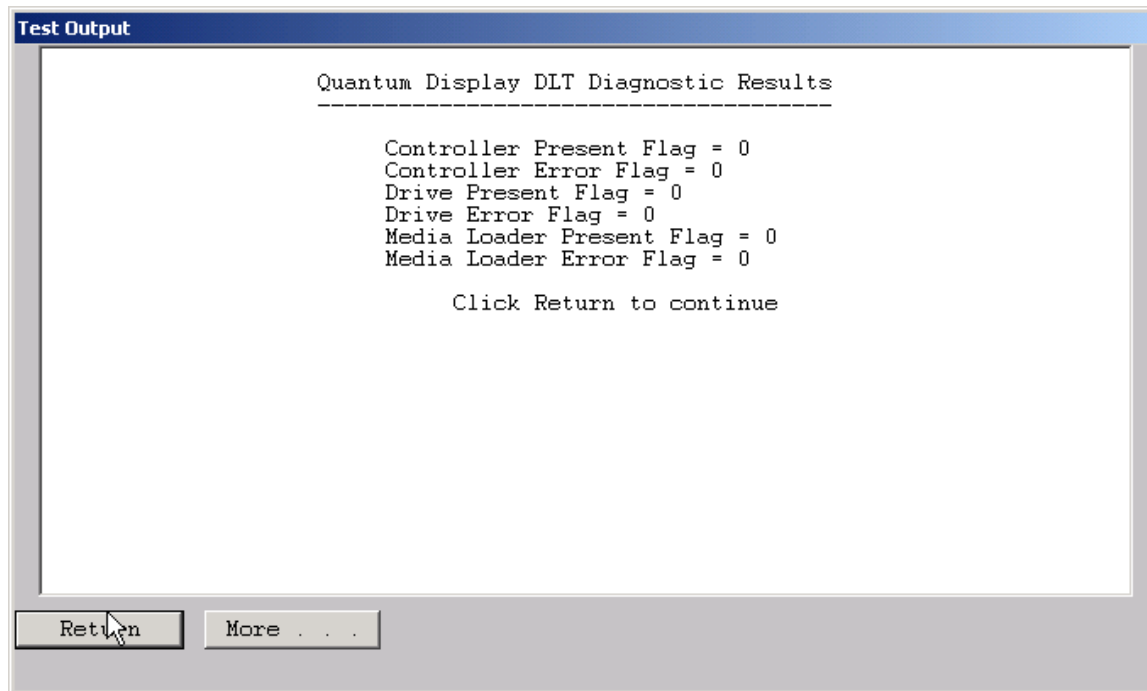 Test Output
Quantum Display DLT Diagnostic Results
--------------------------------------
Controller Present Flag = 0
Controller Error Flag = 0
Drive Present Flag = 0
Drive Error Flag = 0
Media Loader Present Flag = 0
Media Loader Error Flag = 0
Click Return to continue
Return
More . . .